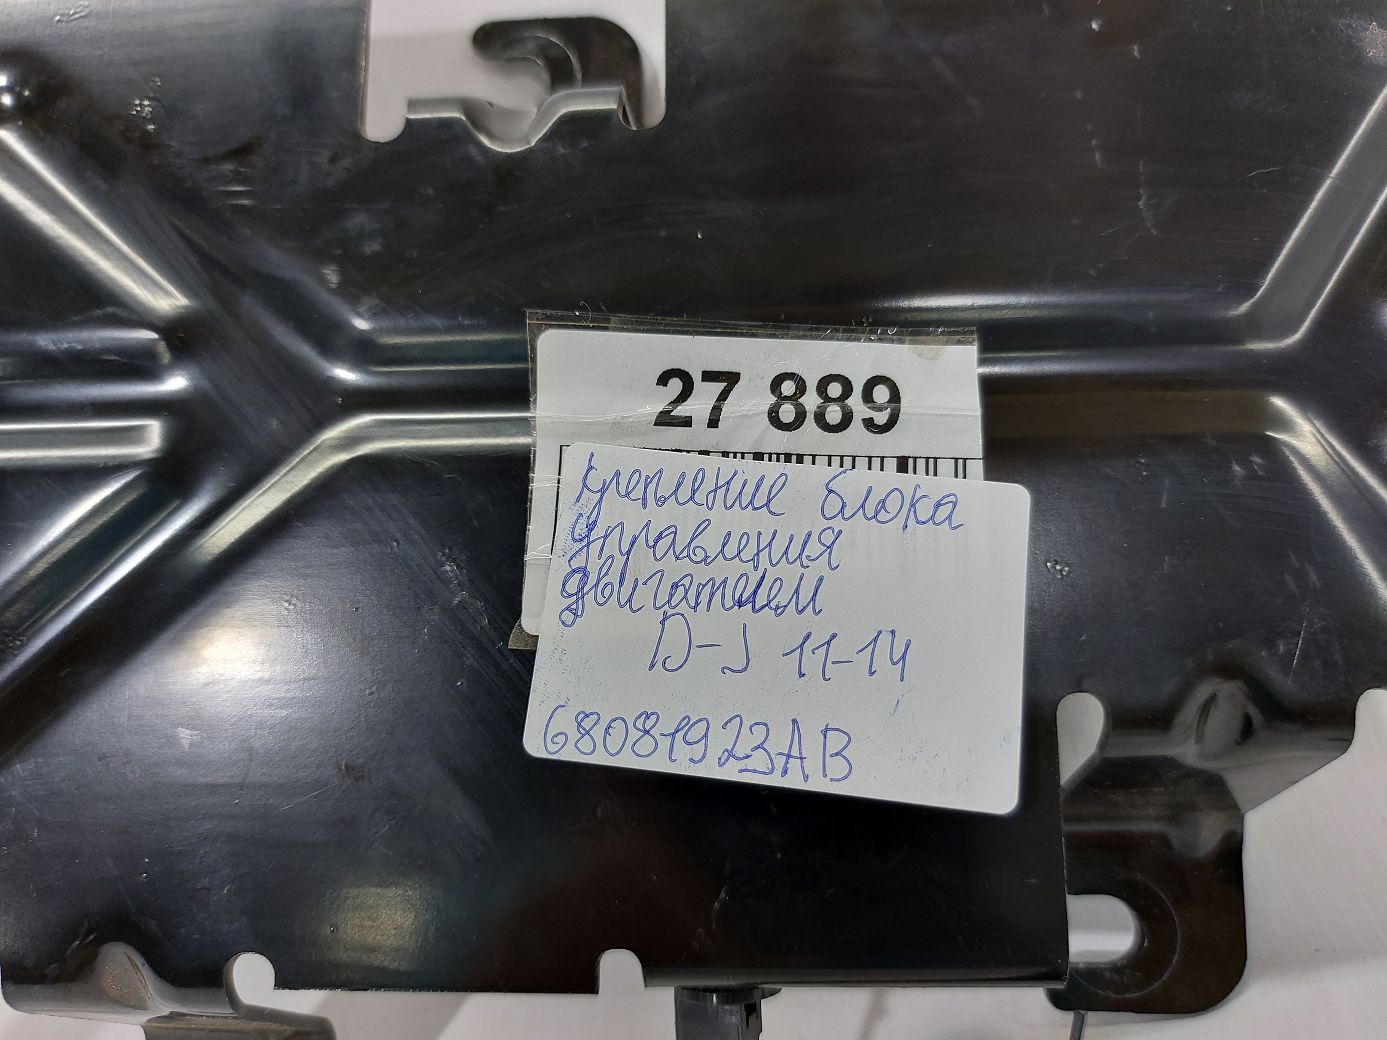 27 889
крепление блока
управления
двигателем
D-J 11-14
68081923AB